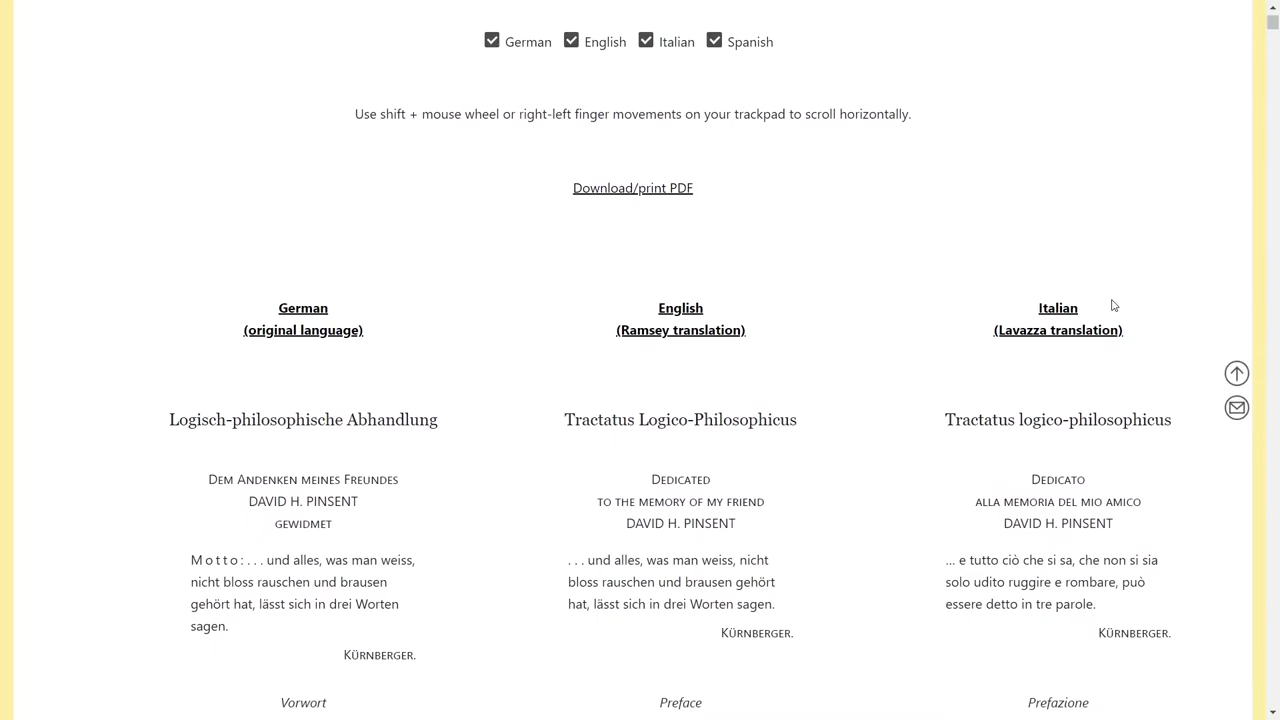 German English Italian Spanish
Use shift + mouse wheel or right-left finger movements on your trackpad to scroll horizontally.
Download/print PDF
German
(original language)
Logisch-philosophische Abhandlung
Dem Andenken meines Freundes
DAVID H. PINSENT
gewidmet
Motto: . . . und alles, was man weiss,
nicht bloss rauschen und brausen
gehört hat, lässt sich in drei Worten
sagen.
Kürnberger.
Vorwort
English
(Ramsey translation)
Tractatus Logico-Philosophicus
Dedicated
to the memory of my friend
DAVID H. PINSENT
. . . und alles, was man weiss, nicht
bloss rauschen und brausen gehört
hat, lässt sich in drei Worten sagen.
Kürnberger.
Preface
Italian
(Lavazza translation)
Tractatus logico-philosophicus
Dedicato
alla memoria del mio amico
DAVID H. PINSENT
... e tutto ciò che si sa, che non si sia
solo udito ruggire e rombare, può
essere detto in tre parole.
Kürnberger.
Prefazione